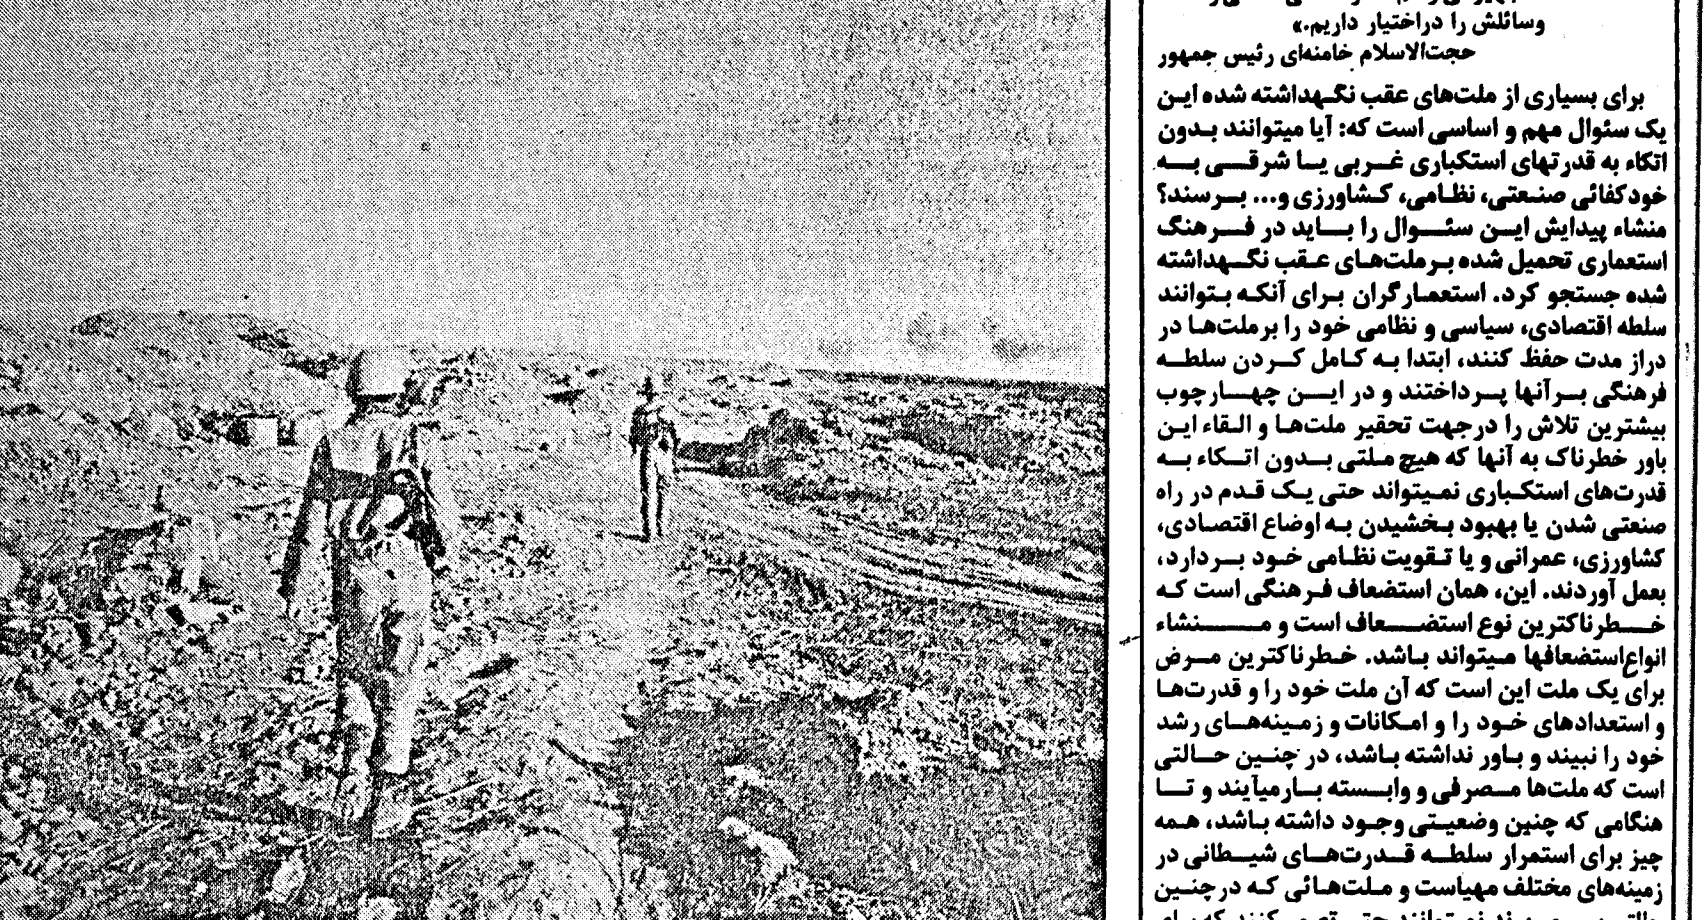 وسائلش را دراختیار داریم.»
حجت‌الاسلام خامنه‌ای رئیس جمهور
برای بسیاری از ملت‌های عقب نگهداشته شده این
یک سئوال مهم و اساسی است که: آیا میتوانند بدون
اتکاء به قدرتهای استکباری غربی یا شرقی به
خودکفائی صنعتی، نظامی، کشاورزی و... برسند؟
منشاء پیدایش این سئوال را باید در فرهنگ
استعماری تحمیل شده برملت‌های عقب نگهداشته
شده جستجو کرد. استعمارگران برای آنکه بتوانند
سلطه اقتصادی، سیاسی و نظامی خود را برملت‌ها در
دراز مدت حفظ کنند، ابتدا به کامل کردن سلطه
فرهنگی برآنها پرداختند و در این چهارچوب
بیشترین تلاش را درجهت تحقیر ملت‌ها و القاء این
باور خطرناک به آنها که هیچ ملتی بدون اتکاء به
قدرت‌های استکباری نمیتواند حتی یک قدم در راه
صنعتی شدن یا بهبود بخشیدن به اوضاع اقتصادی،
کشاورزی، عمرانی و یا تقویت نظامی خود بردارد،
بعمل آوردند. این، همان استضعاف فرهنگی است که
خطرناکترین نوع استضعاف است و منشاء
انواع استضعافها میتواند باشد. خطرناکترین مرض
برای یک ملت این است که آن ملت خود را و قدرت‌ها
و استعدادهای خود را و امکانات و زمینه‌های رشد
خود را نبیند و باور نداشته باشد، در چنین حالتی
است که ملت‌ها مصرفی و وابسته بارمیآیند و تا
هنگامی که چنین وضعیتی وجود داشته باشد، همه
چیز برای استمرار سلطه قدرت‌های شیطانی در
زمینه‌های مختلف مهیاست و ملت‌هائی که درچنین